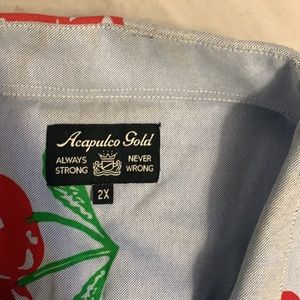 Acapulco Gold
ALWAYS NEVER
STRONG WRONG
2X